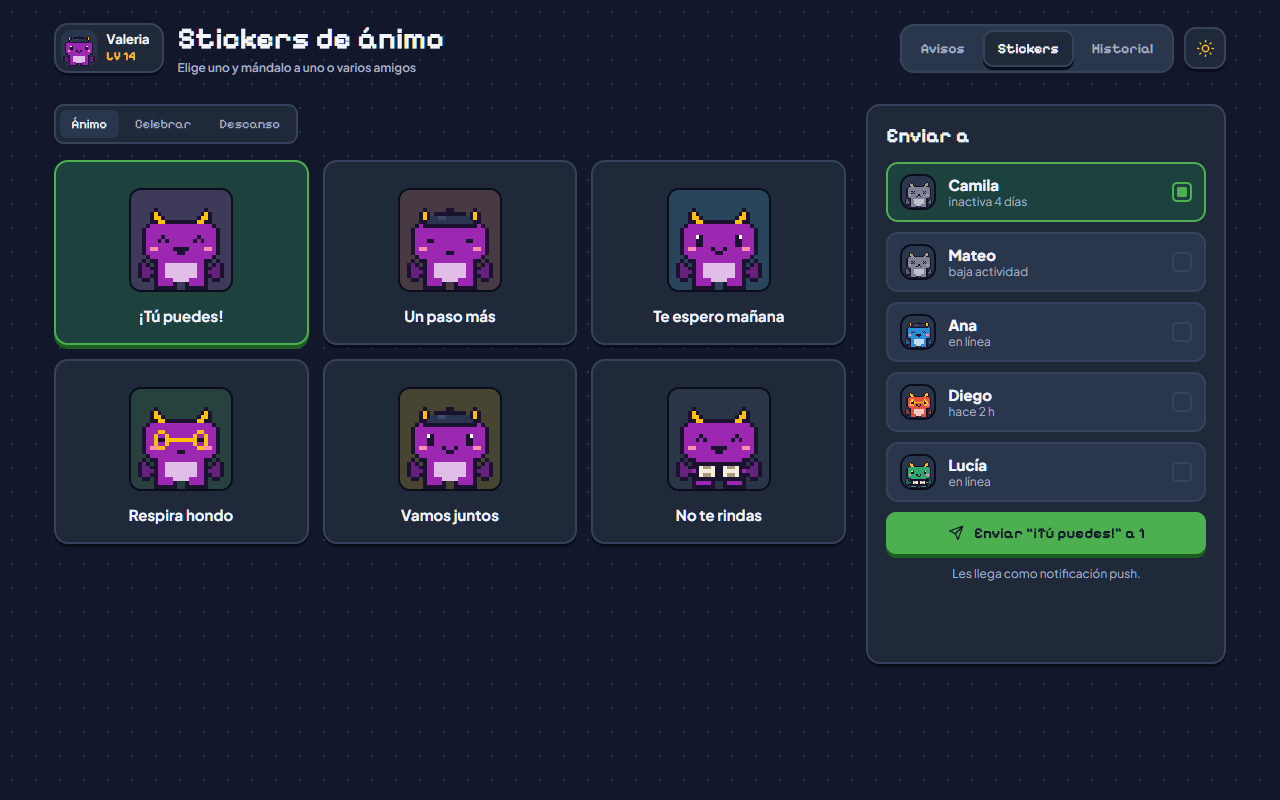 Valeria
LV 14
Stickers de ánimo
Elige uno y mándalo a uno o varios amigos
Avisos
Stickers
Historial
Ánimo
Celebrar
Descanso
¡Tú puedes!
Un paso más
Te espero mañana
Respira hondo
Vamos juntos
No te rindas
Enviar a
Camila
inactiva 4 días
Mateo
baja actividad
Ana
en línea
Diego
hace 2 h
Lucía
en línea
Enviar "¡Tú puedes!" a 1
Les llega como notificación push.